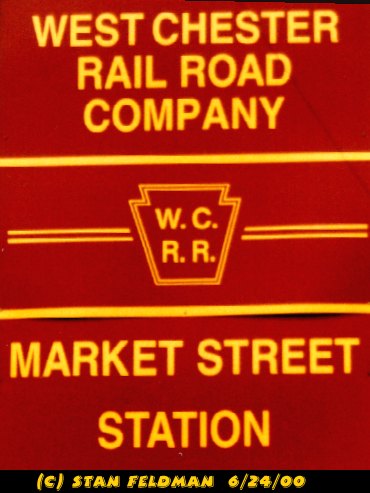 WEST CHESTER
RAIL ROAD
COMPANY
W. C.
R. R.
MARKET STREET
STATION
(C) STAN FELDMAN 6/24/00